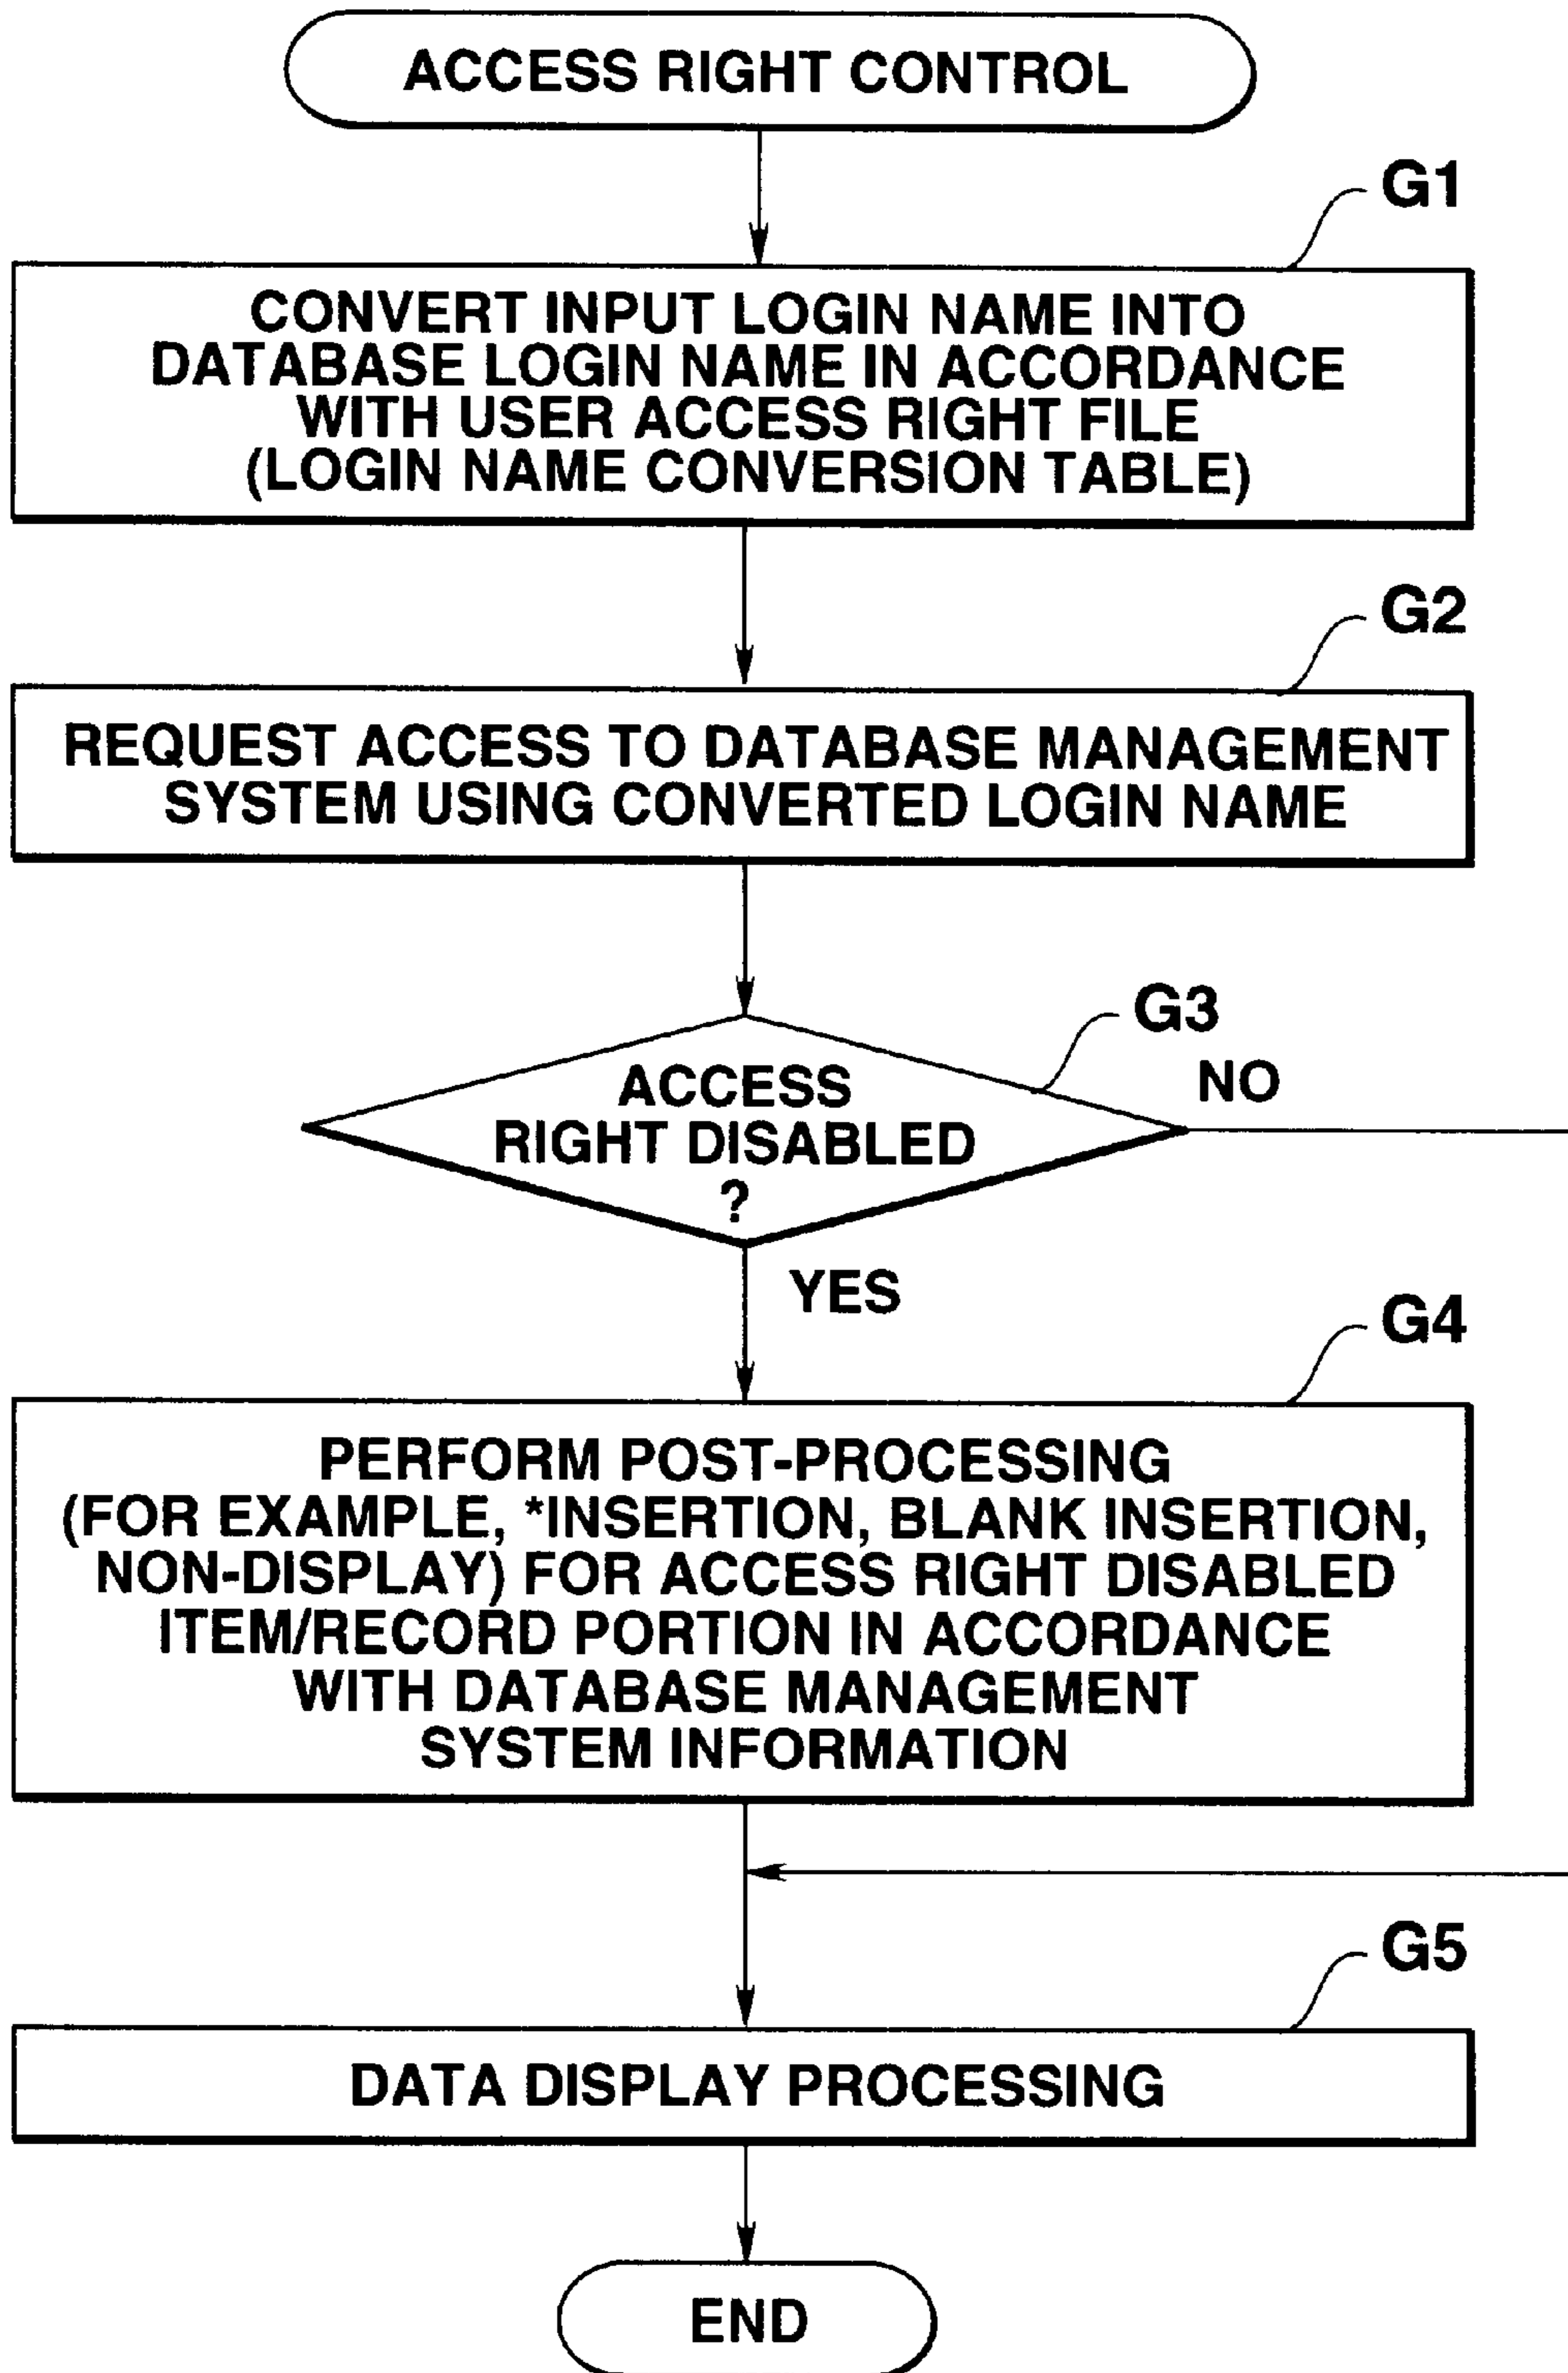 ACCESS RIGHT CONTROL
G1
CONVERT INPUT LOGIN NAME INTO
DATABASE LOGIN NAME IN ACCORDANCE
WITH USER ACCESS RIGHT FILE
(LOGIN NAME CONVERSION TABLE)
G2
REQUEST ACCESS TO DATABASE MANAGEMENT
SYSTEM USING CONVERTED LOGIN NAME
G3
NO
ACCESS
RIGHT DISABLED
?
YES
G4
PERFORM POST-PROCESSING
(FOR EXAMPLE, *INSERTION, BLANK INSERTION,
NON-DISPLAY) FOR ACCESS RIGHT DISABLED
ITEM/RECORD PORTION IN ACCORDANCE
WITH DATABASE MANAGEMENT
SYSTEM INFORMATION
G5
DATA DISPLAY PROCESSING
END